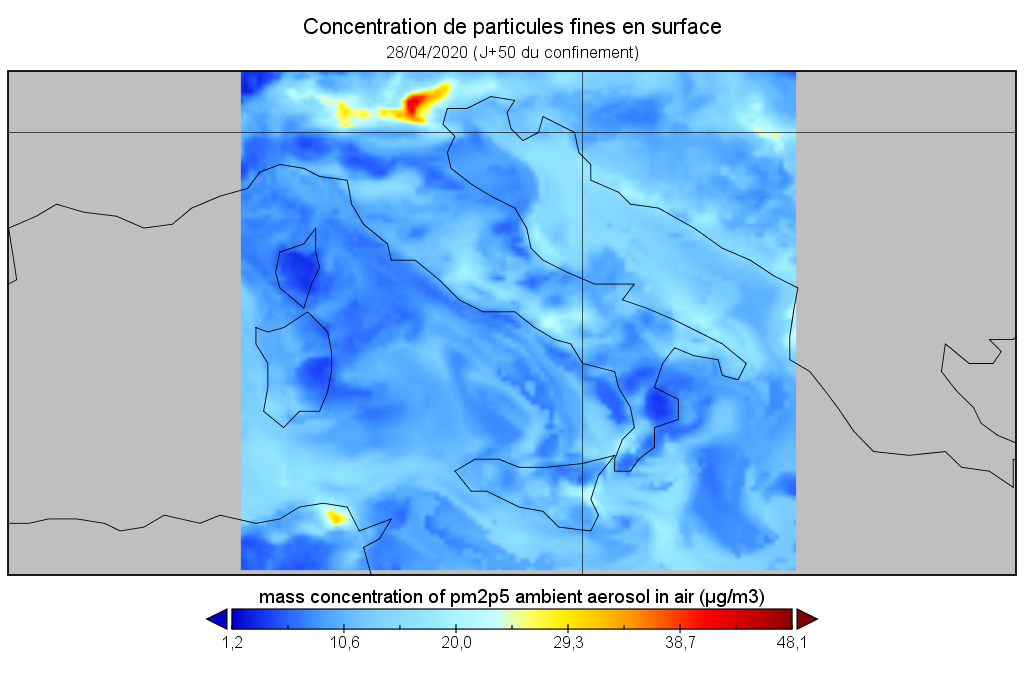 Concentration de particules fines en surface
28/04/2020 (J+50 du confinement)
mass concentration of pm2p5 ambient aerosol in air (µg/m3)
1,2 10,6 20,0 29,3 38,7 48,1